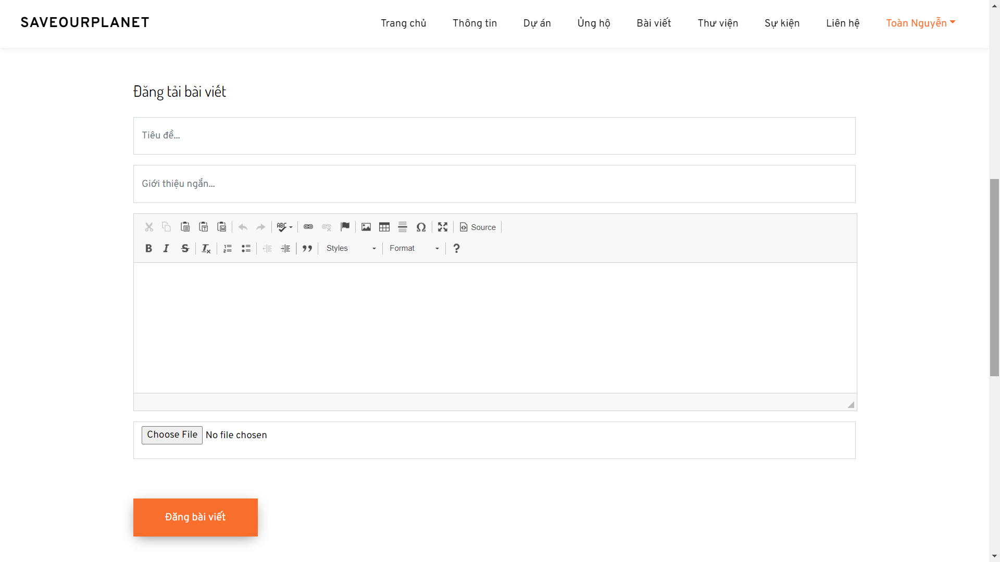 SAVEOURPLANET
Trang chủ Thông tin Dự án Ủng hộ Bài viết Thư viện Sự kiện Liên hệ Toàn Nguyễn
Đăng tải bài viết
Tiêu đề...
Giới thiệu ngắn...
ABC Ω Source
B I S Styles Format ?
Choose File No file chosen
Đăng bài viết